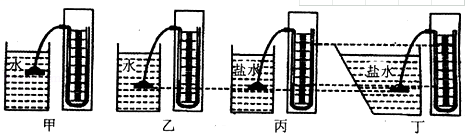 水 水 盐水 盐水
甲 乙 丙 丁